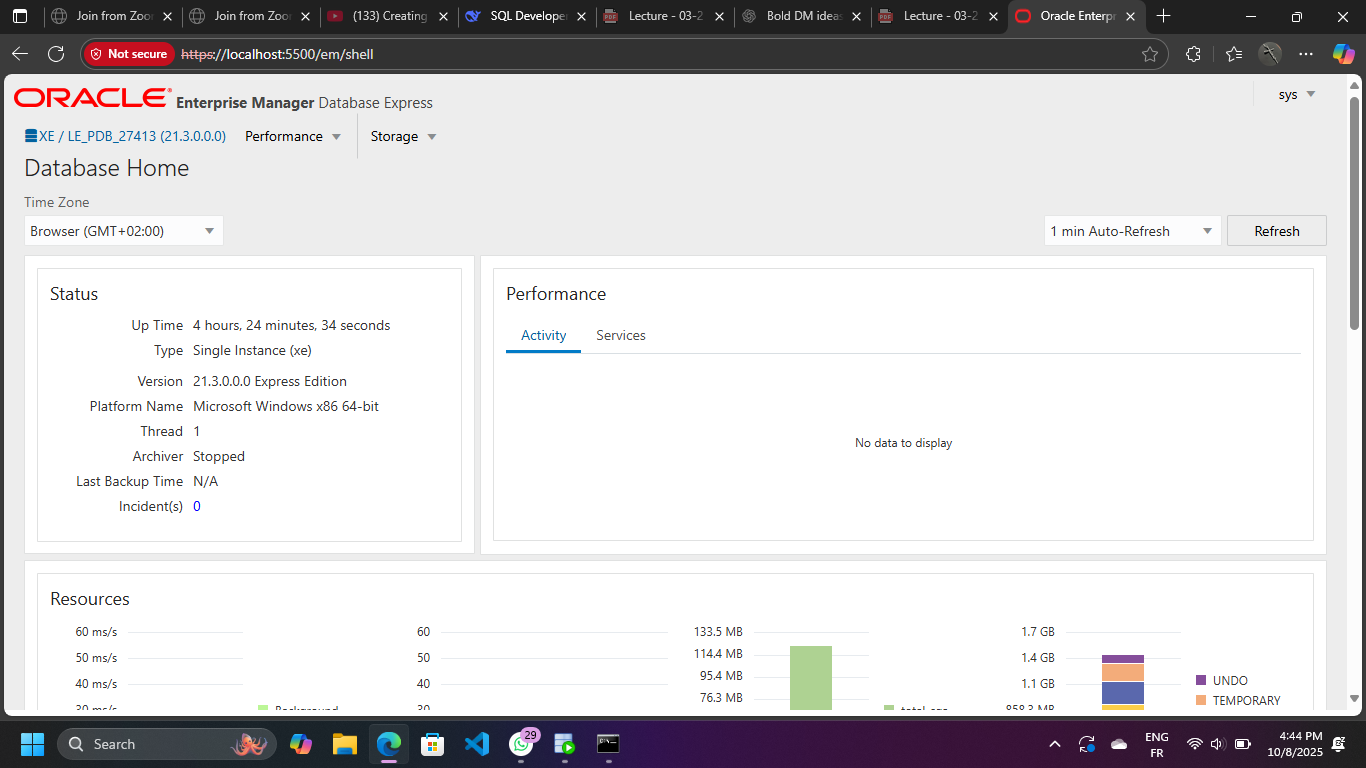 Join from Zoor
Join from Zoor
(133) Creating
SQL Develope
Lecture - 03-2
Bold DM idea
Lecture - 03-2
Oracle Enterp
Not secure https://localhost:5500/em/shell
ORACLE Enterprise Manager Database Express
sys
XE / LE_PDB_27413 (21.3.0.0.0) Performance Storage
Database Home
Time Zone
Browser (GMT+02:00)
1 min Auto-Refresh
Refresh
Status
Up Time 4 hours, 24 minutes, 34 seconds
Type Single Instance (xe)
Version 21.3.0.0.0 Express Edition
Platform Name Microsoft Windows x86 64-bit
Thread 1
Archiver Stopped
Last Backup Time N/A
Incident(s) 0
Performance
Activity Services
No data to display
Resources
60 ms/s
50 ms/s
40 ms/s
30 ms/s
Background
60
50
40
30
133.5 MB
114.4 MB
95.4 MB
76.3 MB
1.7 GB
1.4 GB
1.1 GB
858.3 MB
UNDO
TEMPORARY
Search
29
ENG
FR
4:44 PM
10/8/2025